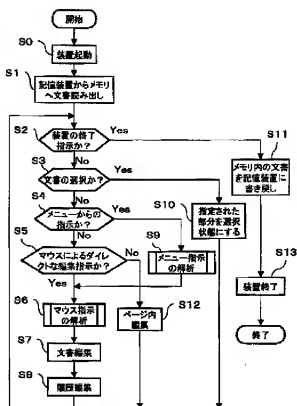 開始
S0
装置起動
S1
記憶装置からメモリ
へ文書読み出し
S2
装置の終了
指示か?
Yes
No
S3
文書の選択か?
Yes
No
S4
メニューから
の指示か?
Yes
No
S5
マウスによるダイレク
トな編集指示か?
No
Yes
S6
マウス指示
の解析
S7
文書編集
S8
履歴編集
S9
メニュー指示
の解析
S10
指定された
部分を選択
状態にする
S11
メモリ内の文書
を記憶装置に
書き戻し
S12
ページ内
編集
S13
装置終了
終了